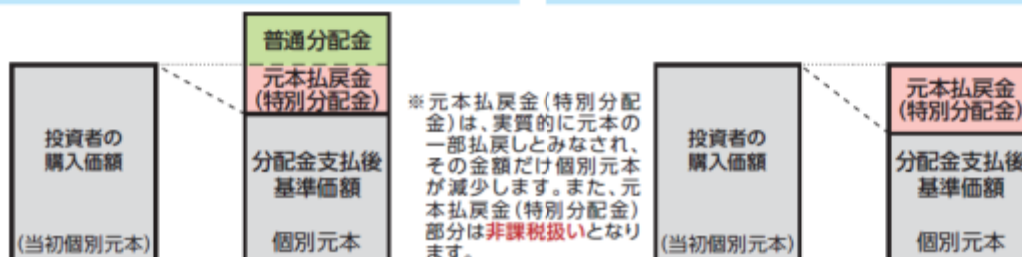 投資者の
購入価額
(当初個別元本)
普通分配金
元本払戻金
(特別分配金)
分配金支払後
基準価額
個別元本
※元本払戻金(特別分配
金)は、実質的に元本の
一部払戻しとみなされ、
その金額だけ個別元本
が減少します。また、元
本払戻金(特別分配金)
部分は非課税扱いとなり
ます。
投資者の
購入価額
(当初個別元本)
元本払戻金
(特別分配金)
分配金支払後
基準価額
個別元本